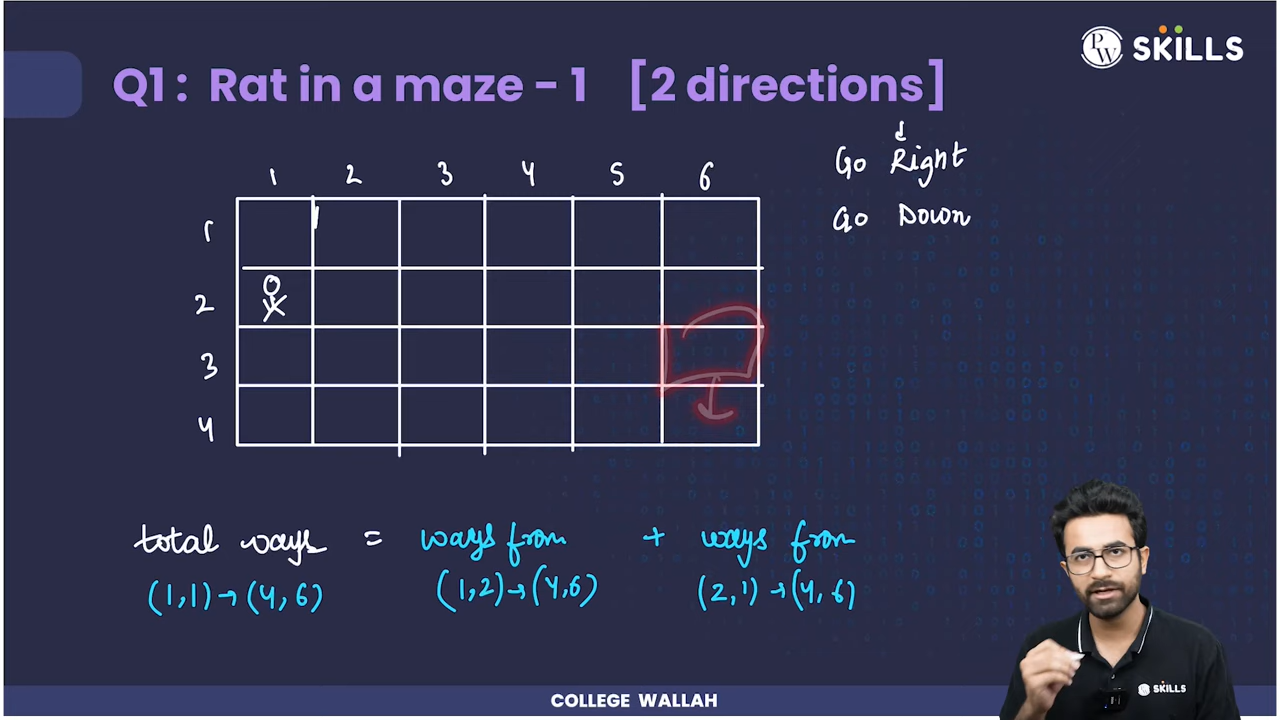 PW SKILLS
Q1 : Rat in a maze - 1 [2 directions]
Go Right
Go Down
1 2 3 4 5 6
1
2
3
4
total ways = ways from + ways from
(1,1) → (4,6) (1,2) → (4,6) (2,1) → (4,6)
SKILLS
COLLEGE WALLAH